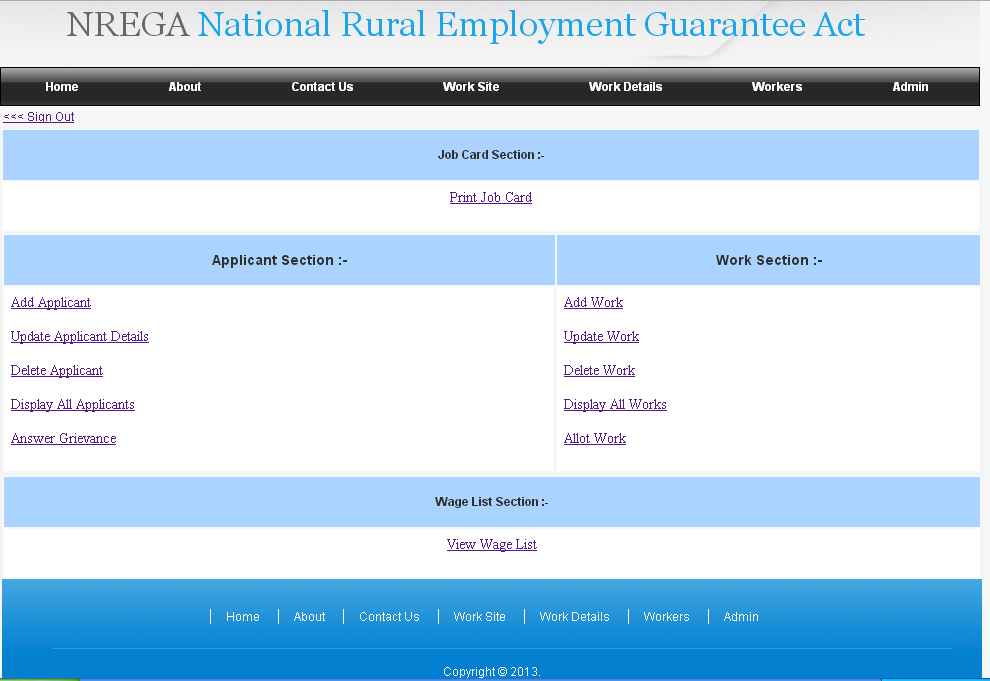 NREGA National Rural Employment Guarantee Act
Home About Contact Us Work Site Work Details Workers Admin
<<< Sign Out
Job Card Section :-
Print Job Card
Applicant Section :- Work Section :-
Add Applicant Add Work
Update Applicant Details Update Work
Delete Applicant Delete Work
Display All Applicants Display All Works
Answer Grievance Allot Work
Wage List Section :-
View Wage List
Home About Contact Us Work Site Work Details Workers Admin
Copyright © 2013.